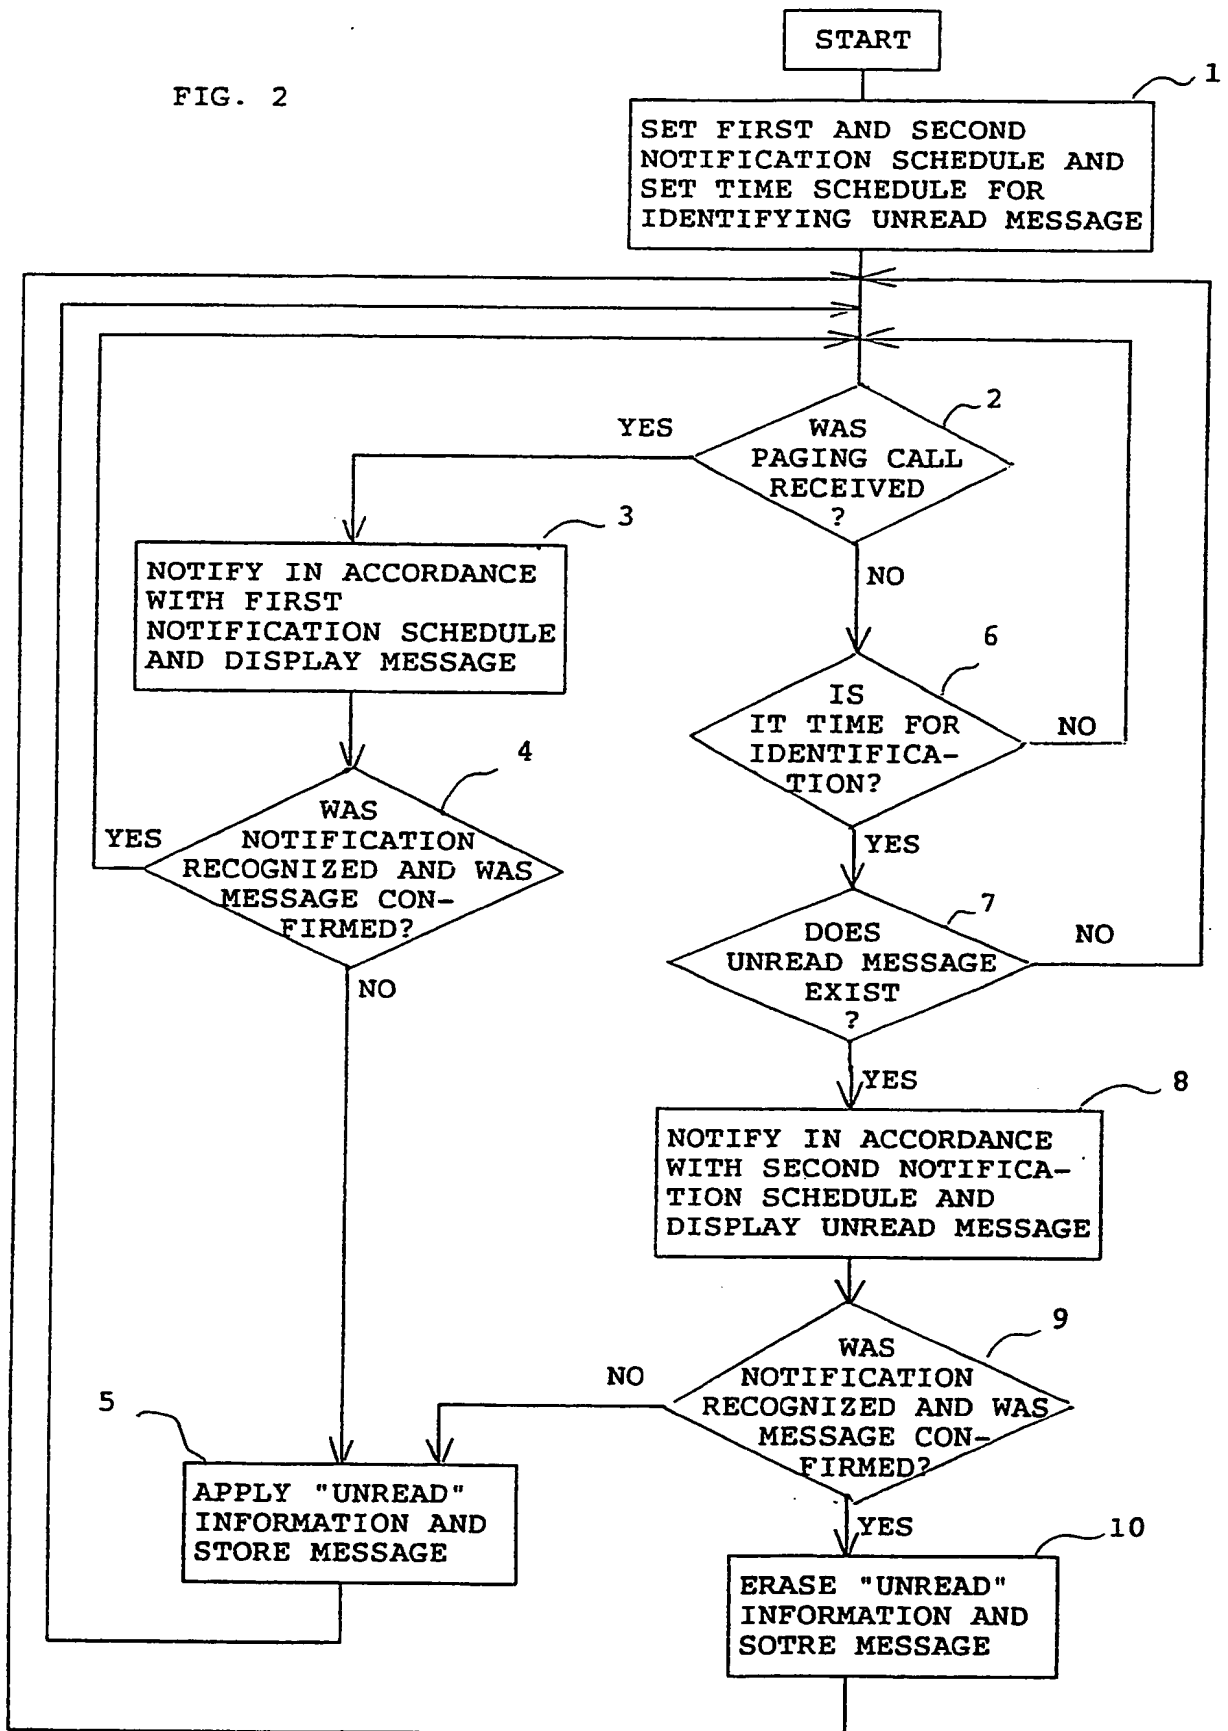 START
FIG. 2
1
SET FIRST AND SECOND
NOTIFICATION SCHEDULE AND
SET TIME SCHEDULE FOR
IDENTIFYING UNREAD MESSAGE
2
YES
WAS
PAGING CALL
RECEIVED
?
NO
3
NOTIFY IN ACCORDANCE
WITH FIRST
NOTIFICATION SCHEDULE
AND DISPLAY MESSAGE
6
IS
IT TIME FOR
IDENTIFICA-
TION?
NO
YES
4
WAS
NOTIFICATION
RECOGNIZED AND WAS
MESSAGE CON-
FIRMED?
YES
NO
7
DOES
UNREAD MESSAGE
EXIST
?
NO
YES
8
NOTIFY IN ACCORDANCE
WITH SECOND NOTIFICA-
TION SCHEDULE AND
DISPLAY UNREAD MESSAGE
9
WAS
NOTIFICATION
RECOGNIZED AND WAS
MESSAGE CON-
FIRMED?
NO
YES
5
APPLY "UNREAD"
INFORMATION AND
STORE MESSAGE
10
ERASE "UNREAD"
INFORMATION AND
SOTRE MESSAGE